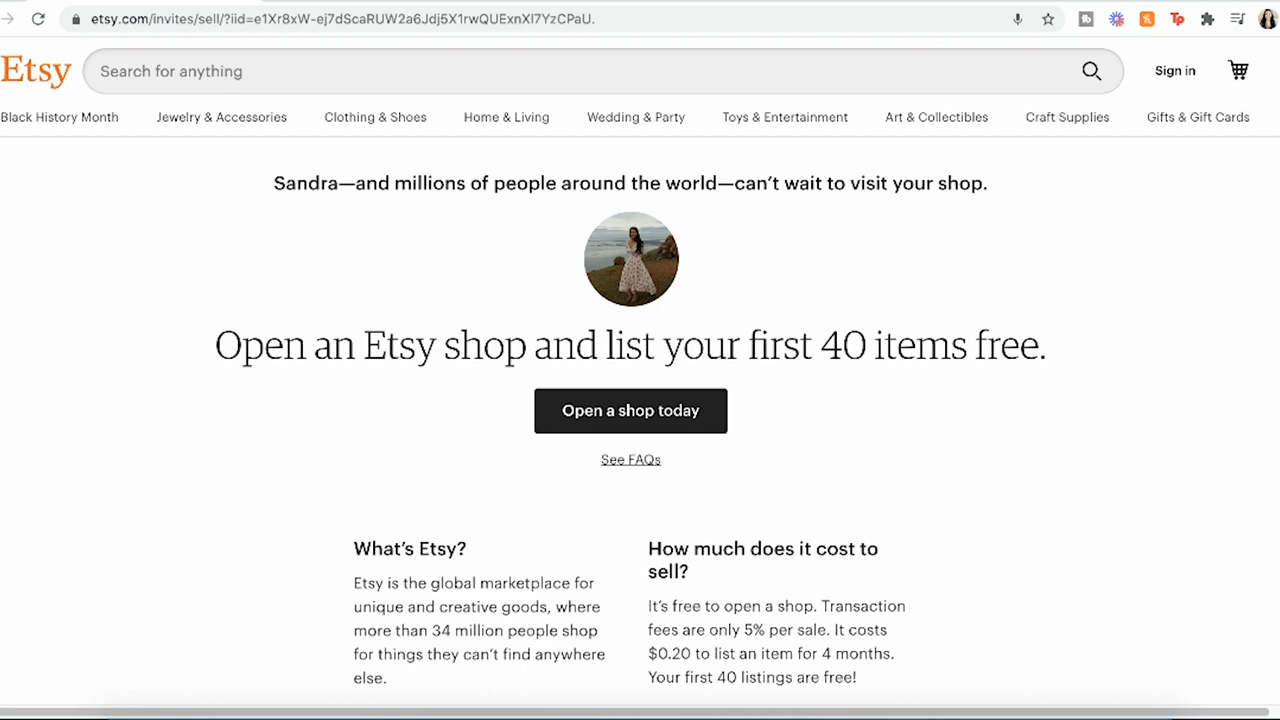 etsy.com/invites/sell/?iid=e1Xr8xW-ej7dScaRUW2a6Jdj5X1rwQUExnXl7YzCPaU.
Tp
Etsy
Search for anything
Sign in
Black History Month Jewelry & Accessories Clothing & Shoes Home & Living Wedding & Party Toys & Entertainment Art & Collectibles Craft Supplies Gifts & Gift Cards
Sandra—and millions of people around the world—can't wait to visit your shop.
Open an Etsy shop and list your first 40 items free.
Open a shop today
See FAQs
What's Etsy?
Etsy is the global marketplace for
unique and creative goods, where
more than 34 million people shop
for things they can't find anywhere
else.
How much does it cost to
sell?
It's free to open a shop. Transaction
fees are only 5% per sale. It costs
$0.20 to list an item for 4 months.
Your first 40 listings are free!